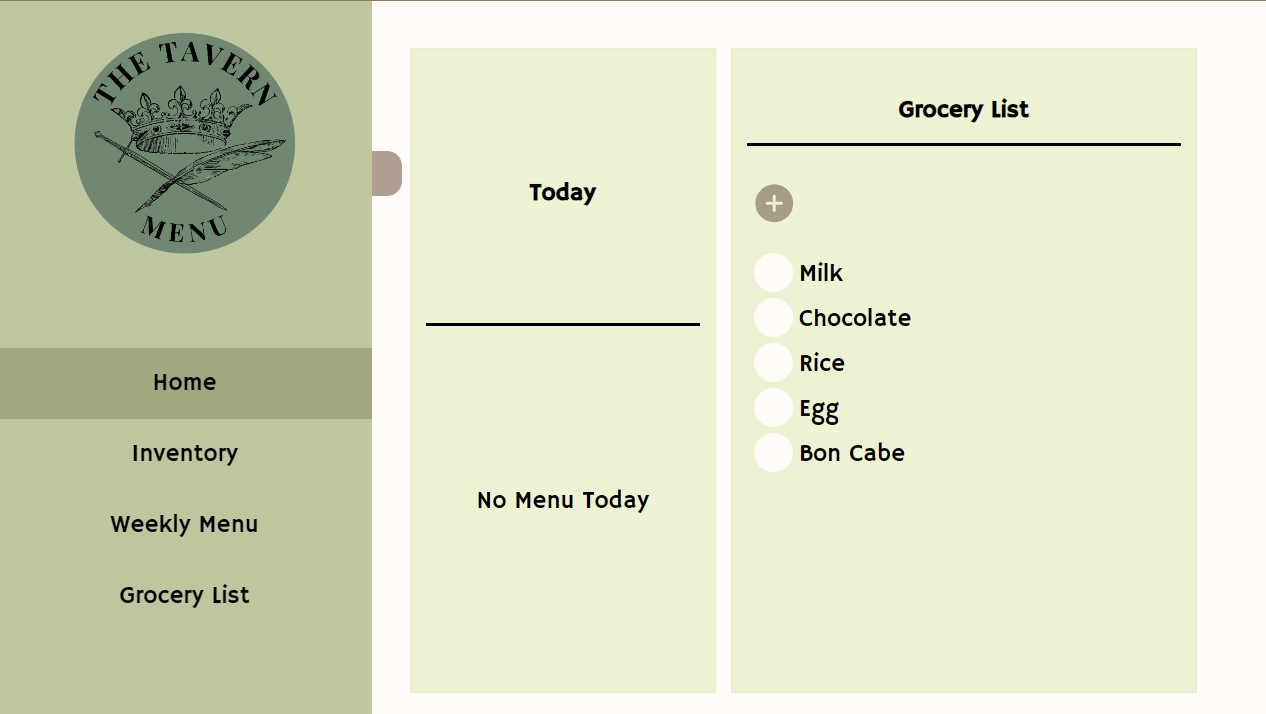 THE TAVERN
MENU
Home
Inventory
Weekly Menu
Grocery List
Today
No Menu Today
Grocery List
Milk
Chocolate
Rice
Egg
Bon Cabe